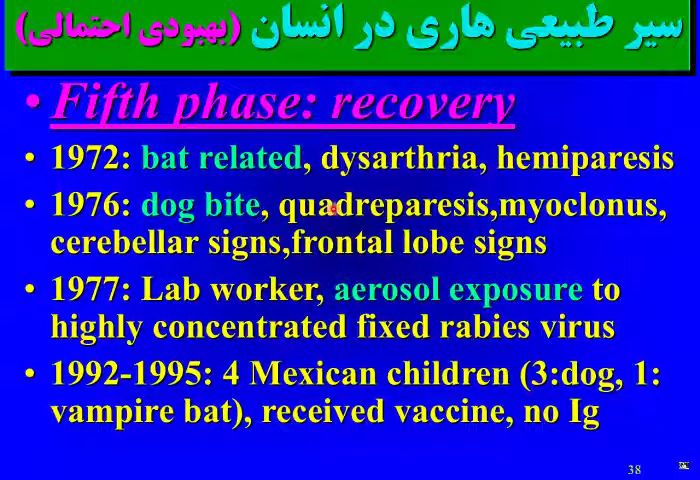 سیر طبیعی هاری در انسان (بهبودی احتمالی)
• Fifth phase: recovery
• 1972: bat related, dysarthria, hemiparesis
• 1976: dog bite, quadreparesis,myoclonus,
cerebellar signs,frontal lobe signs
• 1977: Lab worker, aerosol exposure to
highly concentrated fixed rabies virus
• 1992-1995: 4 Mexican children (3:dog, 1:
vampire bat), received vaccine, no Ig
38